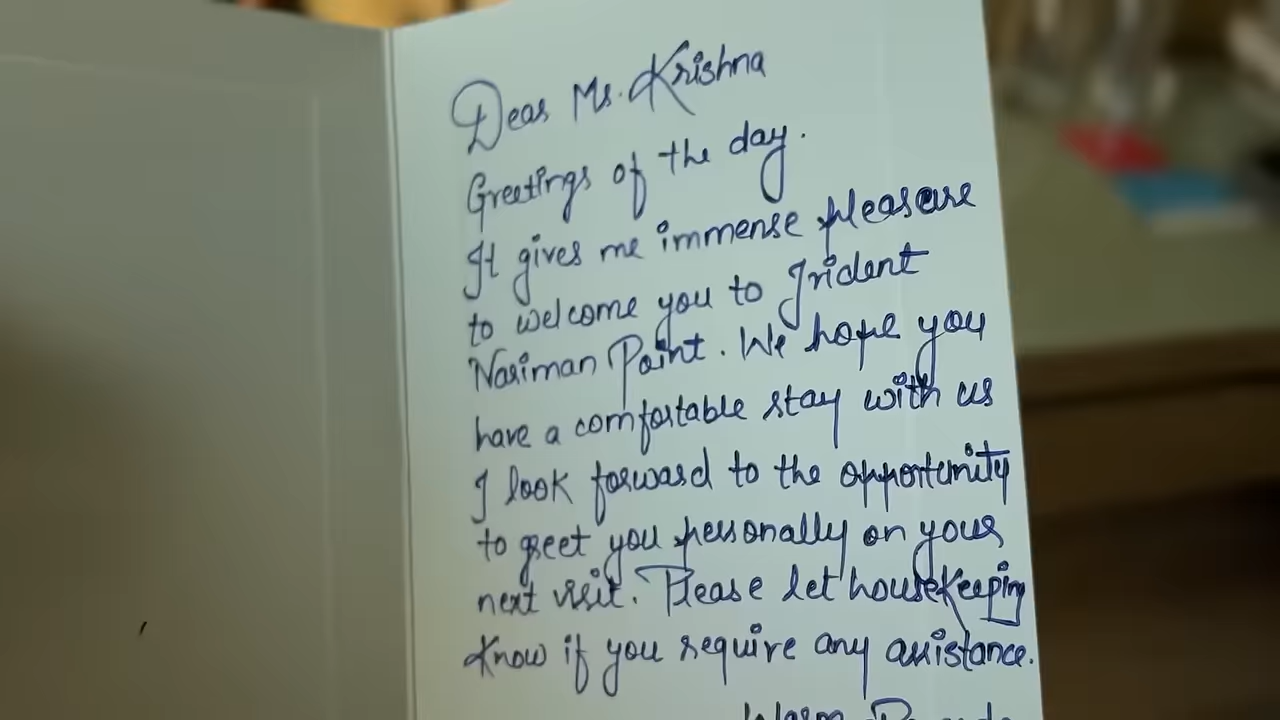 Dear Mr. Krishna
Greetings of the day.
It gives me immense pleasure
to welcome you to Trident
Nariman Point. We hope you
have a comfortable stay with us
I look forward to the opportunity
to greet you personally on your
next visit. Please let housekeeping
know if you require any assistance.
Warm